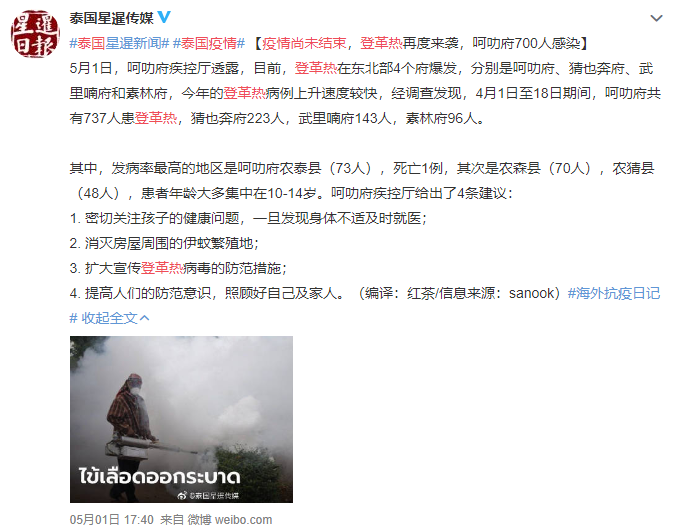 星暹日报
泰国星暹传媒
#泰国星暹新闻# #泰国疫情# 【疫情尚未结束，登革热再度来袭，呵叻府700人感染】
5月1日，呵叻府疾控厅透露，目前，登革热在东北部4个府爆发，分别是呵叻府、猜也奔府、武
里喃府和素林府，今年的登革热病例上升速度较快，经调查发现，4月1日至18日期间，呵叻府共
有737人患登革热，猜也奔府223人，武里喃府143人，素林府96人。
其中，发病率最高的地区是呵叻府农泰县（73人），死亡1例，其次是农森县（70人），农猜县
（48人），患者年龄大多集中在10-14岁。呵叻府疾控厅给出了4条建议：
1. 密切关注孩子的健康问题，一旦发现身体不适及时就医；
2. 消灭房屋周围的伊蚊繁殖地；
3. 扩大宣传登革热病毒的防范措施；
4. 提高人们的防范意识，照顾好自己及家人。（编译：红茶/信息来源：sanook）#海外抗疫日记
# 收起全文
ไข้เลือดออกระบาด
@泰国星暹传媒
05月01日 17:40 来自 微博 weibo.com